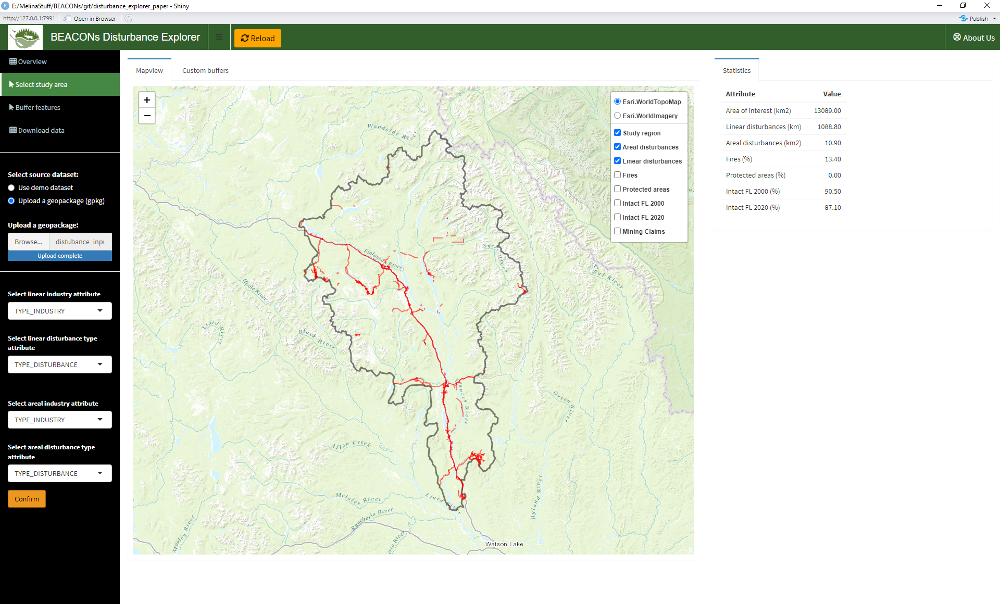 E:/MelinaStuff/BEACONs/git/disturbance_explorer_paper - Shiny
http://127.0.0.1:7991
Open in Browser
Publish
BEACONs Disturbance Explorer
Reload
About Us
Overview
Select study area
Buffer features
Download data
Select source dataset:
Use demo dataset
Upload a geopackage (gpkg)
Upload a geopackage:
Browse...
distubance_inpu
Upload complete
Select linear industry attribute
TYPE_INDUSTRY
Select linear disturbance type
attribute
TYPE_DISTURBANCE
Select areal industry attribute
TYPE_INDUSTRY
Select areal disturbance type
attribute
TYPE_DISTURBANCE
Confirm
Mapview
Custom buffers
+
−
Esri.WorldTopoMap
Esri.WorldImagery
Study region
Areal disturbances
Linear disturbances
Fires
Protected areas
Intact FL 2000
Intact FL 2020
Mining Claims
Woodside River
Finlayson River
Tyers River
Coal River
Hoole River
Liard River
Black River
Frances River
Green River
Allan Creek
Meister River
Liard River
Rancheria River
Hyland River
Morley River
eria River
Watson Lake
Statistics
Attribute Value
Area of interest (km2) 13089.00
Linear disturbances (km) 1088.80
Areal disturbances (km2) 10.90
Fires (%) 13.40
Protected areas (%) 0.00
Intact FL 2000 (%) 90.50
Intact FL 2020 (%) 87.10